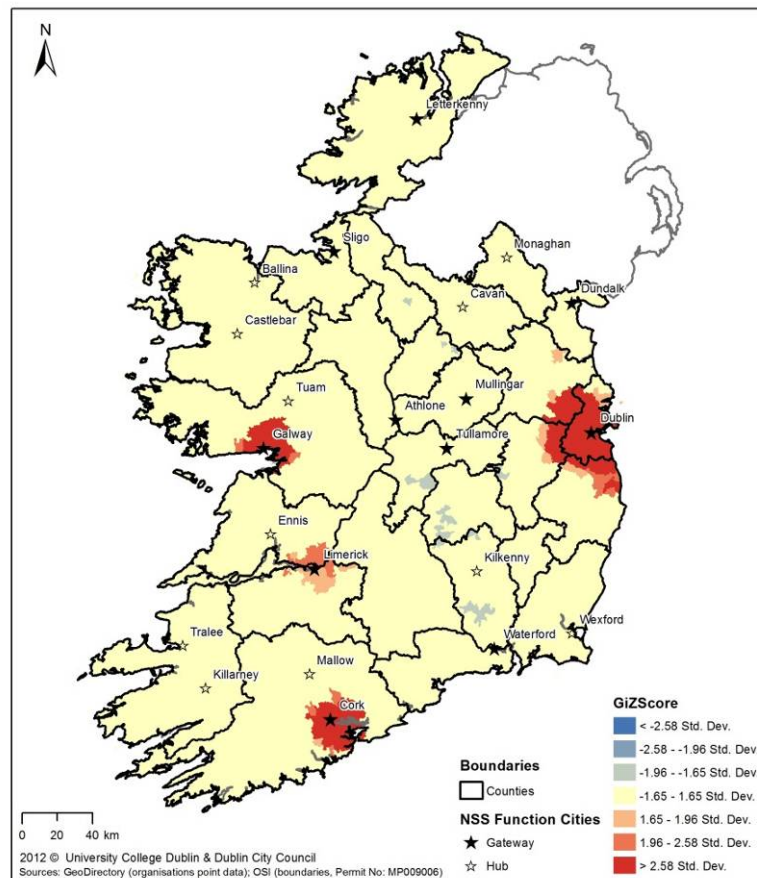 N
Letterkenny
Sligo
Monaghan
Ballina
Cavan
Dundalk
Castlebar
Mullingar
Tuam
Athlone
Dublin
Galway
Tullamore
Ennis
Limerick
Kilkenny
Wexford
Tralee
Waterford
Mallow
Killarney
Cork
GiZScore
< -2.58 Std. Dev.
-2.58 - -1.96 Std. Dev.
-1.96 - -1.65 Std. Dev.
-1.65 - 1.65 Std. Dev.
1.65 - 1.96 Std. Dev.
1.96 - 2.58 Std. Dev.
> 2.58 Std. Dev.
Boundaries
Counties
NSS Function Cities
Gateway
Hub
0 20 40 km
2012 © University College Dublin & Dublin City Council
Sources: GeoDirectory (organisations point data); OSI (boundaries, Permit No: MP009006)